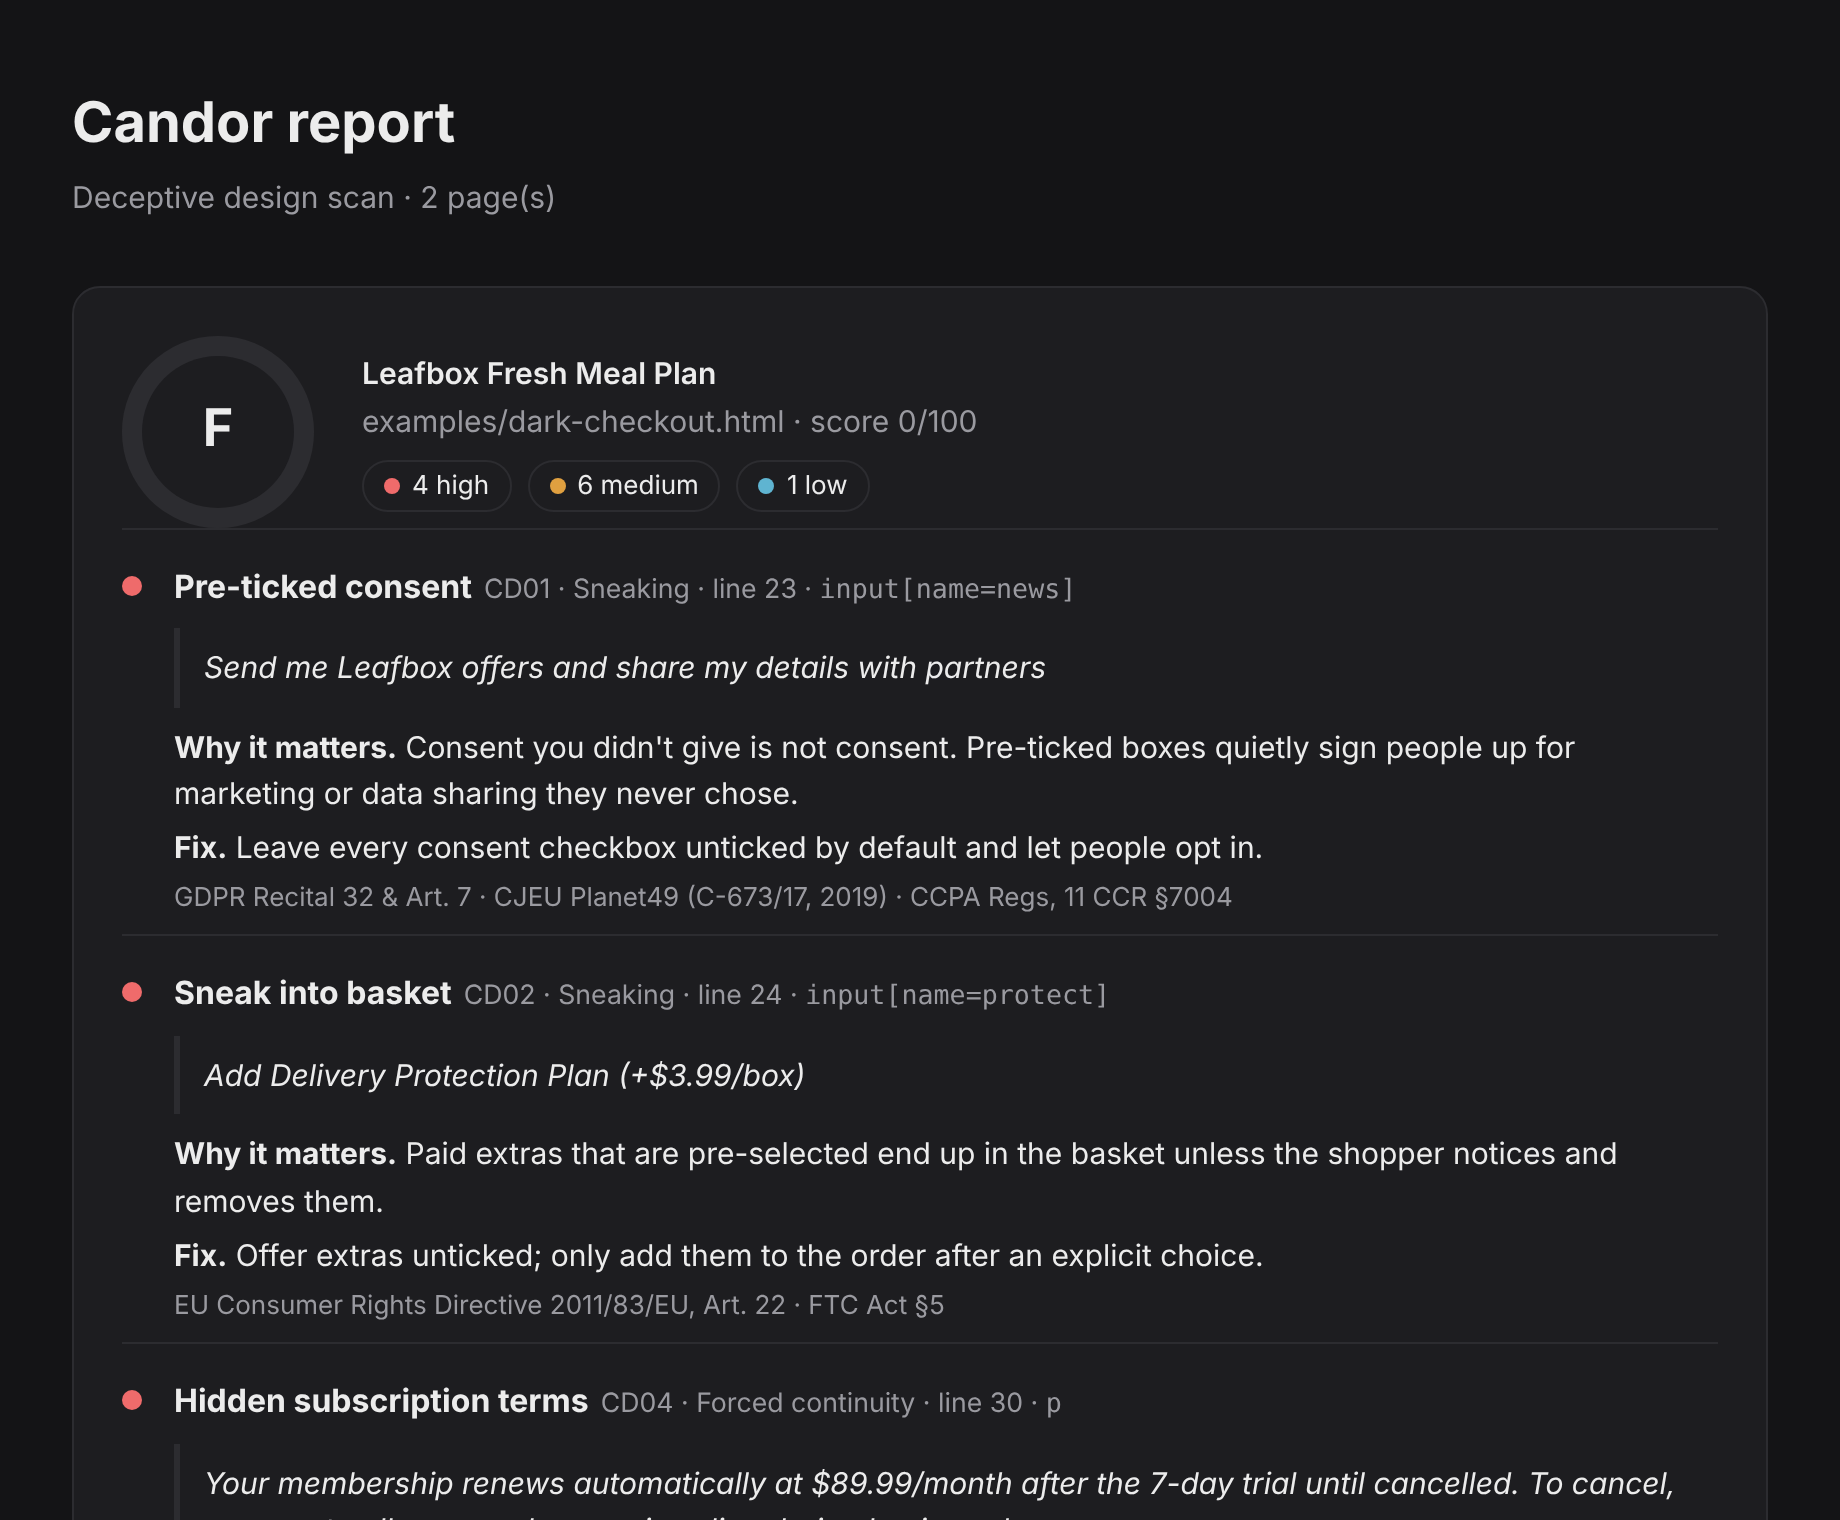 Candor report
Deceptive design scan · 2 page(s)
F
Leafbox Fresh Meal Plan
examples/dark-checkout.html · score 0/100
4 high
6 medium
1 low
Pre-ticked consent CD01 · Sneaking · line 23 · input[name=news]
Send me Leafbox offers and share my details with partners
Why it matters. Consent you didn't give is not consent. Pre-ticked boxes quietly sign people up for
marketing or data sharing they never chose.
Fix. Leave every consent checkbox unticked by default and let people opt in.
GDPR Recital 32 & Art. 7 · CJEU Planet49 (C-673/17, 2019) · CCPA Regs, 11 CCR §7004
Sneak into basket CD02 · Sneaking · line 24 · input[name=protect]
Add Delivery Protection Plan (+$3.99/box)
Why it matters. Paid extras that are pre-selected end up in the basket unless the shopper notices and
removes them.
Fix. Offer extras unticked; only add them to the order after an explicit choice.
EU Consumer Rights Directive 2011/83/EU, Art. 22 · FTC Act §5
Hidden subscription terms CD04 · Forced continuity · line 30 · p
Your membership renews automatically at $89.99/month after the 7-day trial until cancelled. To cancel,